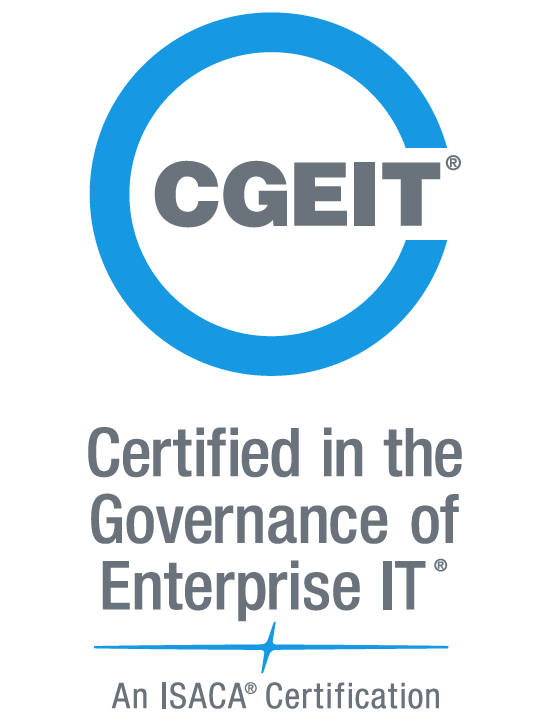 CGEIT®
Certified in the
Governance of
Enterprise IT®
An ISACA® Certification